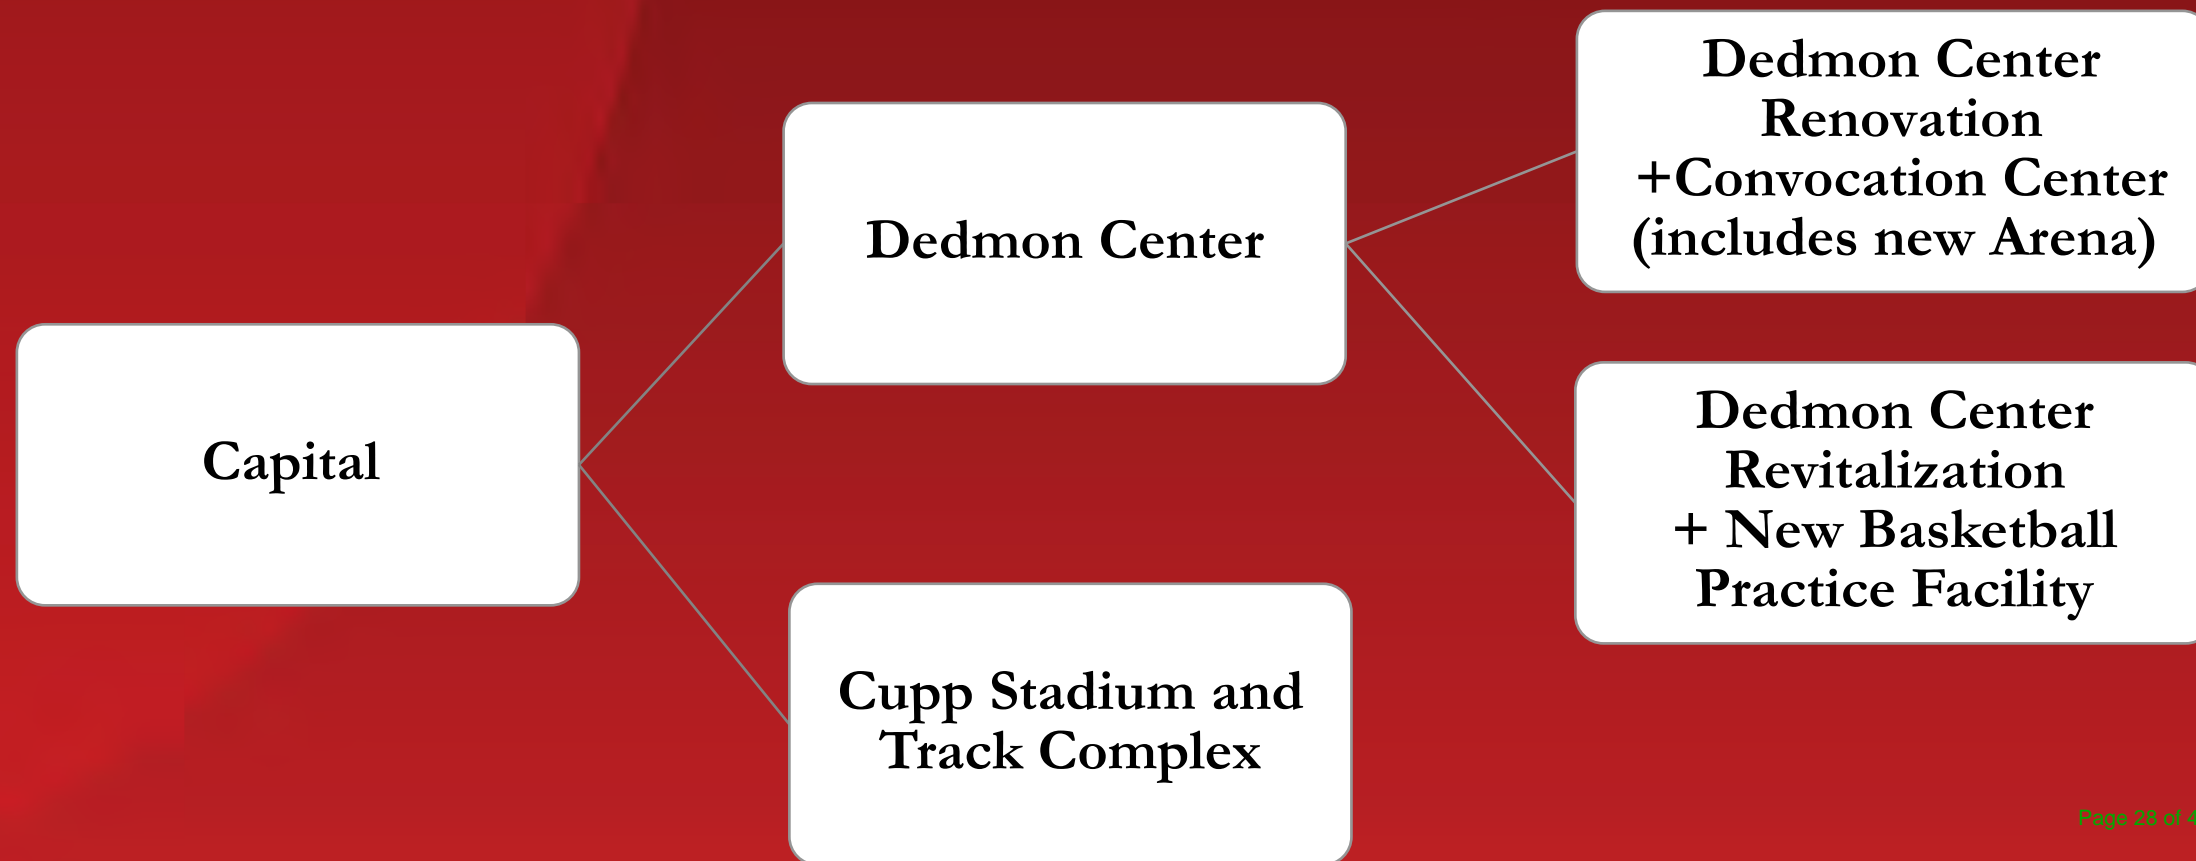 Capital
Dedmon Center
Cupp Stadium and
Track Complex
Dedmon Center
Renovation
+Convocation Center
(includes new Arena)
Dedmon Center
Revitalization
+ New Basketball
Practice Facility
Page 28 of 4